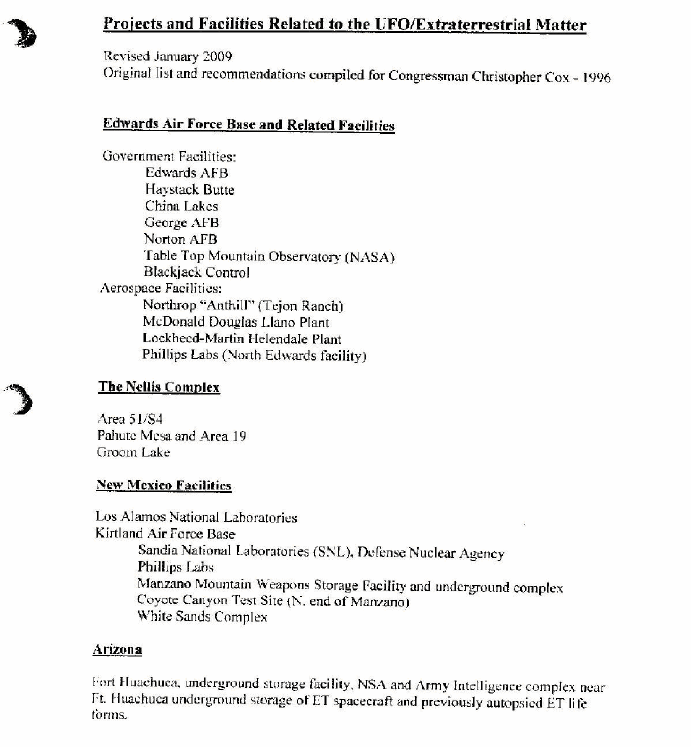 Projects and Facilities Related to the UFO/Extraterrestrial Matter
Revised January 2009
Original list and recommendations compiled for Congressman Christopher Cox - 1996
Edwards Air Force Base and Related Facilities
Government Facilities:
Edwards AFB
Haystack Butte
China Lakes
George AFB
Norton AFB
Table Top Mountain Observatory (NASA)
Blackjack Control
Aerospace Facilities:
Northrop "Anthill" (Tejon Ranch)
McDonald Douglas Llano Plant
Lockheed-Martin Helendale Plant
Phillips Labs (North Edwards facility)
The Nellis Complex
Area 51/S4
Pahute Mesa and Area 19
Groom Lake
New Mexico Facilities
Los Alamos National Laboratories
Kirtland Air Force Base
Sandia National Laboratories (SNL), Defense Nuclear Agency
Phillips Labs
Manzano Mountain Weapons Storage Facility and underground complex
Coyote Canyon Test Site (N. end of Manzano)
White Sands Complex
Arizona
Fort Huachuca, underground storage facility, NSA and Army Intelligence complex near
Ft. Huachuca underground storage of ET spacecraft and previously autopsied ET life
forms.